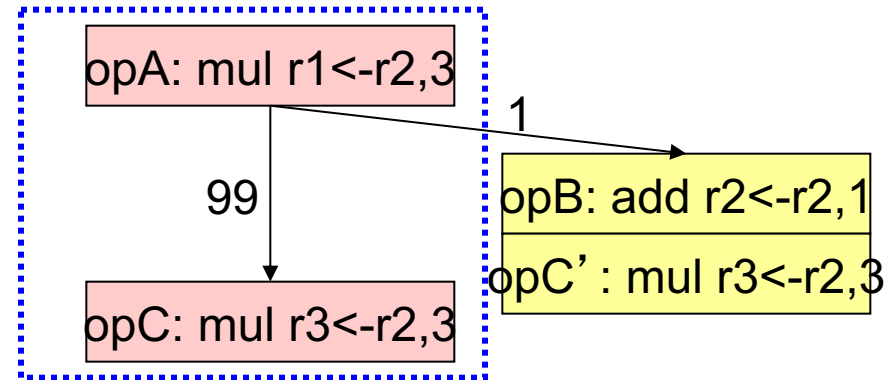 opA: mul r1<-r2,3
1
99
opB: add r2<-r2,1
opC’: mul r3<-r2,3
opC: mul r3<-r2,3